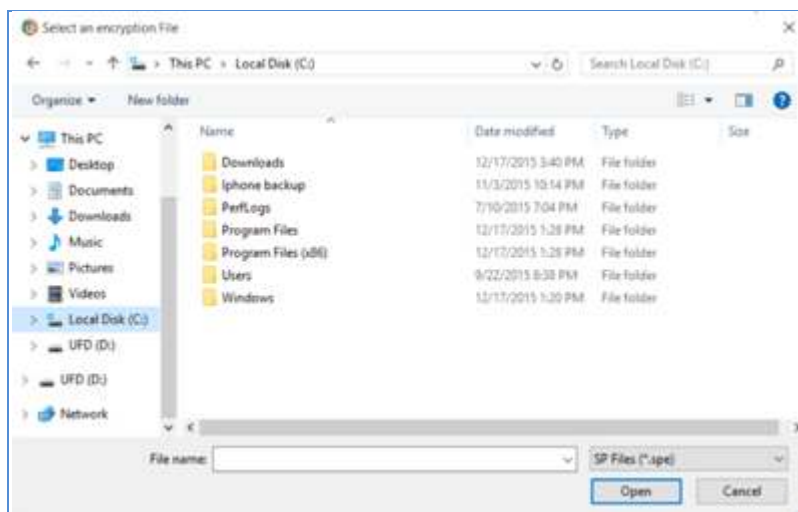 Select an encryption File
This PC > Local Disk (C:)
Search Local Disk (C:)
Organize
New folder
This PC
Desktop
Documents
Downloads
Music
Pictures
Videos
Local Disk (C:)
UFD (D:)
UFD (D:)
Network
Name Date modified Type Size
Downloads 12/17/2015 3:40 PM File folder
Iphone backup 11/3/2015 10:14 PM File folder
PerfLogs 7/10/2015 7:04 PM File folder
Program Files 12/17/2015 1:28 PM File folder
Program Files (x86) 12/17/2015 1:28 PM File folder
Users 9/22/2015 8:38 PM File folder
Windows 12/17/2015 1:20 PM File folder
File name:
SP Files (*.spe)
Open Cancel